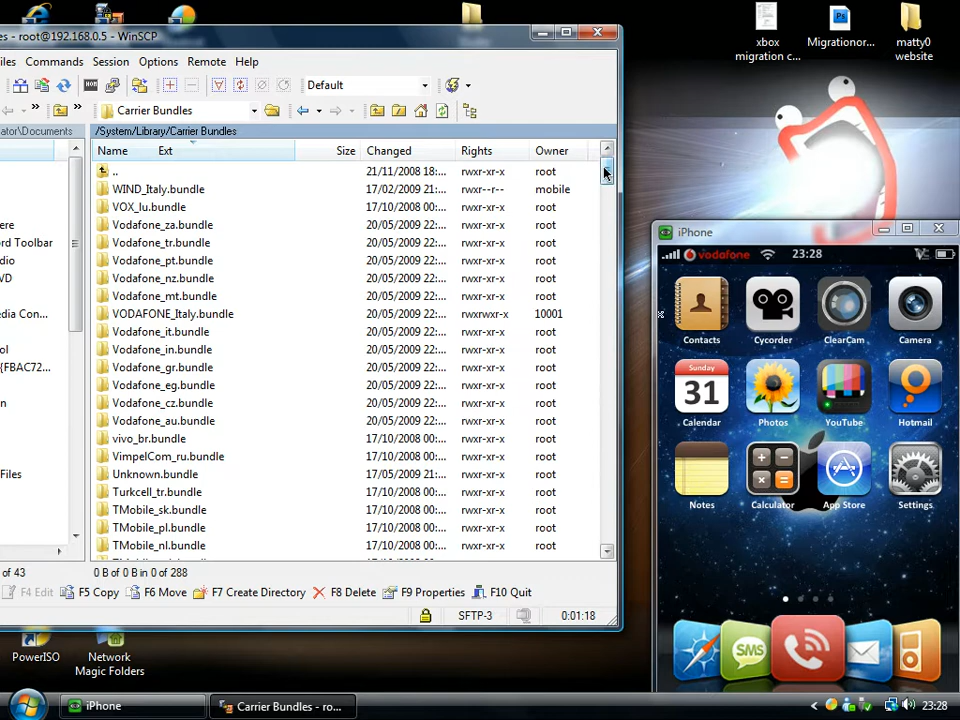 es - root@192.168.0.5 - WinSCP
iles Commands Session Options Remote Help
Default
Carrier Bundles
ator\Documents
/System/Library/Carrier Bundles
Name Ext Size Changed Rights Owner
.. 21/11/2008 18:... rwxr-xr-x root
WIND_Italy.bundle 17/02/2009 21:... rwxr--r-- mobile
VOX_lu.bundle 17/10/2008 00:... rwxr-xr-x root
Vodafone_za.bundle 20/05/2009 22:... rwxr-xr-x root
Vodafone_tr.bundle 20/05/2009 22:... rwxr-xr-x root
Vodafone_pt.bundle 20/05/2009 22:... rwxr-xr-x root
Vodafone_nz.bundle 20/05/2009 22:... rwxr-xr-x root
Vodafone_mt.bundle 20/05/2009 22:... rwxr-xr-x root
VODAFONE_Italy.bundle 20/05/2009 22:... rwxrwxr-x 10001
Vodafone_it.bundle 20/05/2009 22:... rwxr-xr-x root
Vodafone_in.bundle 20/05/2009 22:... rwxr-xr-x root
Vodafone_gr.bundle 20/05/2009 22:... rwxr-xr-x root
Vodafone_eg.bundle 20/05/2009 22:... rwxr-xr-x root
Vodafone_cz.bundle 20/05/2009 22:... rwxr-xr-x root
Vodafone_au.bundle 20/05/2009 22:... rwxr-xr-x root
vivo_br.bundle 17/10/2008 00:... rwxr-xr-x root
VimpelCom_ru.bundle 17/10/2008 00:... rwxr-xr-x root
Unknown.bundle 17/05/2009 21:... rwxr-xr-x root
Turkcell_tr.bundle 17/10/2008 00:... rwxr-xr-x root
TMobile_sk.bundle 17/10/2008 00:... rwxr-xr-x root
TMobile_pl.bundle 17/10/2008 00:... rwxr-xr-x root
TMobile_nl.bundle 17/10/2008 00:... rwxr-xr-x root
ere
ord Toolbar
dio
VD
edia Con...
ol
{FBAC72...
n
Files
of 43
0 B of 0 B in 0 of 288
F4 Edit F5 Copy F6 Move F7 Create Directory F8 Delete F9 Properties F10 Quit
SFTP-3 0:01:18
xbox
migration c...
Migrationor...
matty0
website
iPhone
vodafone 23:28
Contacts Cycorder ClearCam Camera
Sunday
31
Calendar Photos YouTube Hotmail
Notes Calculator App Store Settings
SMS
PowerISO
Network
Magic Folders
iPhone
Carrier Bundles - ro...
23:28